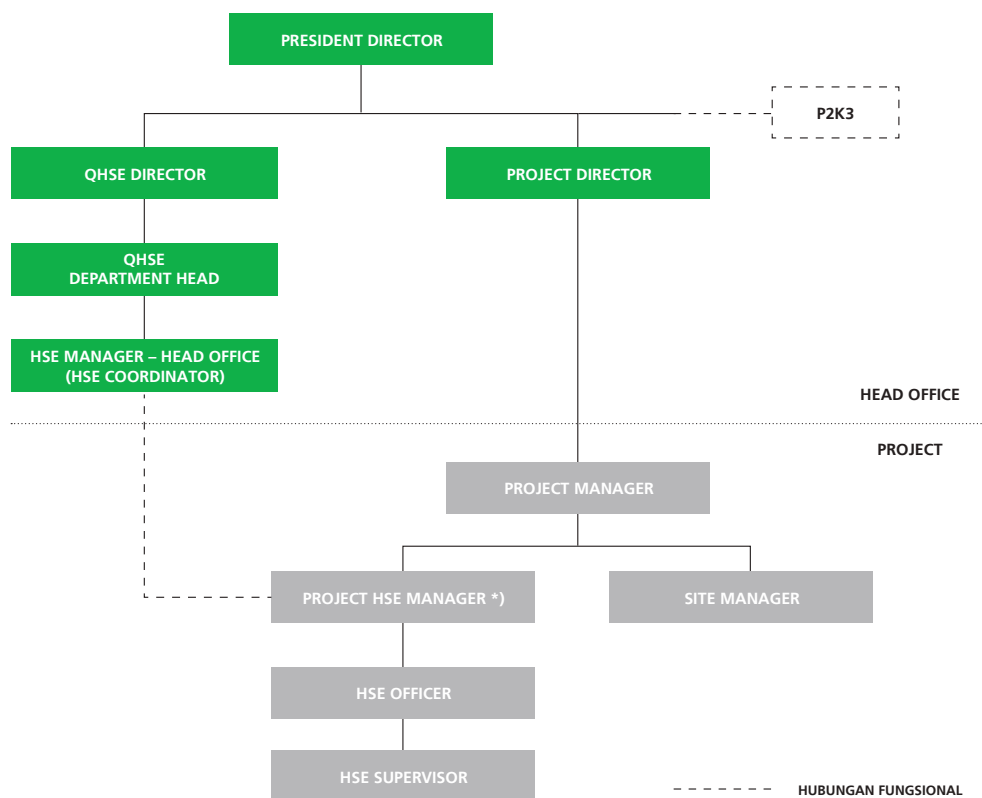 PRESIDENT DIRECTOR
P2K3
QHSE DIRECTOR
PROJECT DIRECTOR
QHSE
DEPARTMENT HEAD
HSE MANAGER – HEAD OFFICE
(HSE COORDINATOR)
HEAD OFFICE
PROJECT
PROJECT MANAGER
PROJECT HSE MANAGER *)
SITE MANAGER
HSE OFFICER
HSE SUPERVISOR
HUBUNGAN FUNGSIONAL